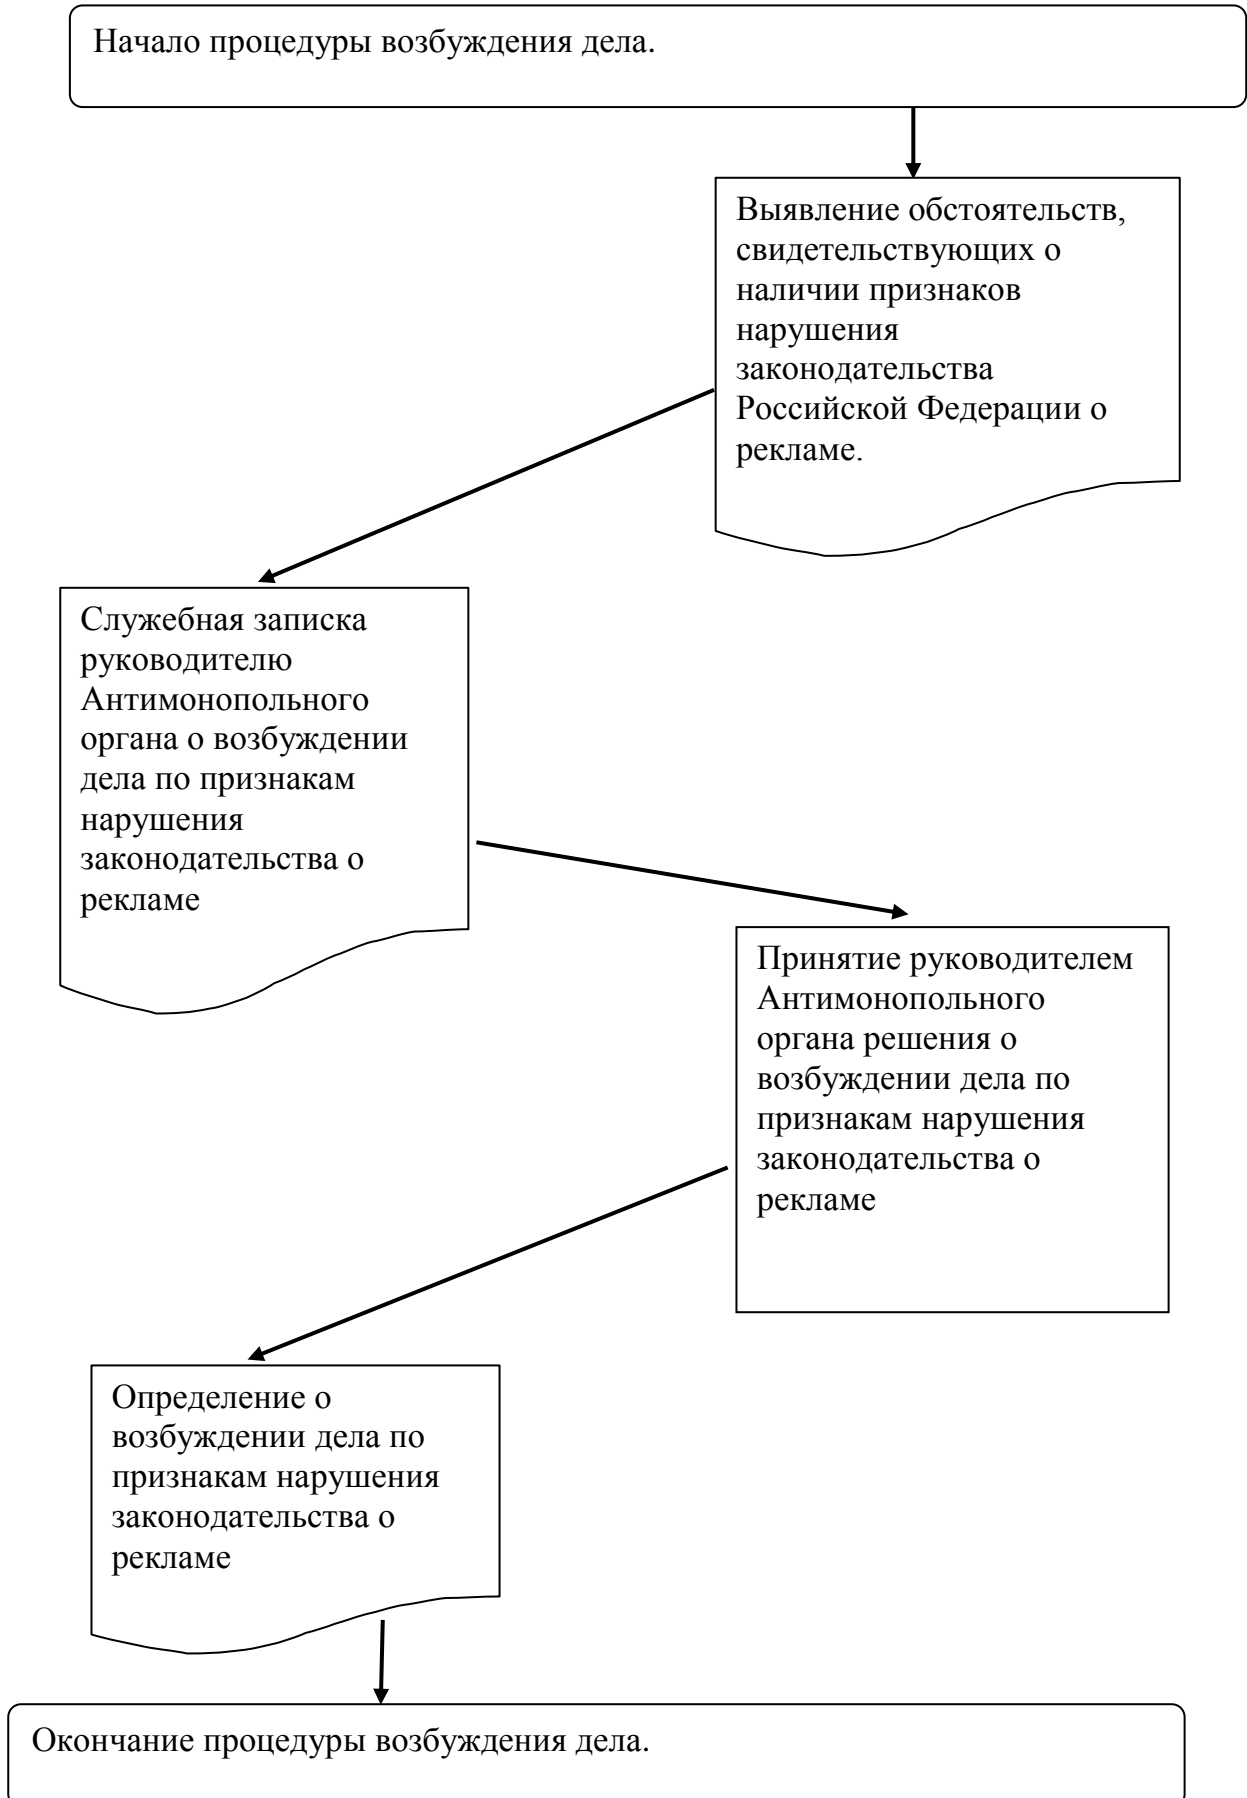 Начало процедуры возбуждения дела.
Выявление обстоятельств,
свидетельствующих о
наличии признаков
нарушения
законодательства
Российской Федерации о
рекламе.
Служебная записка
руководителю
Антимонопольного
органа о возбуждении
дела по признакам
нарушения
законодательства о
рекламе
Принятие руководителем
Антимонопольного
органа решения о
возбуждении дела по
признакам нарушения
законодательства о
рекламе
Определение о
возбуждении дела по
признакам нарушения
законодательства о
рекламе
Окончание процедуры возбуждения дела.